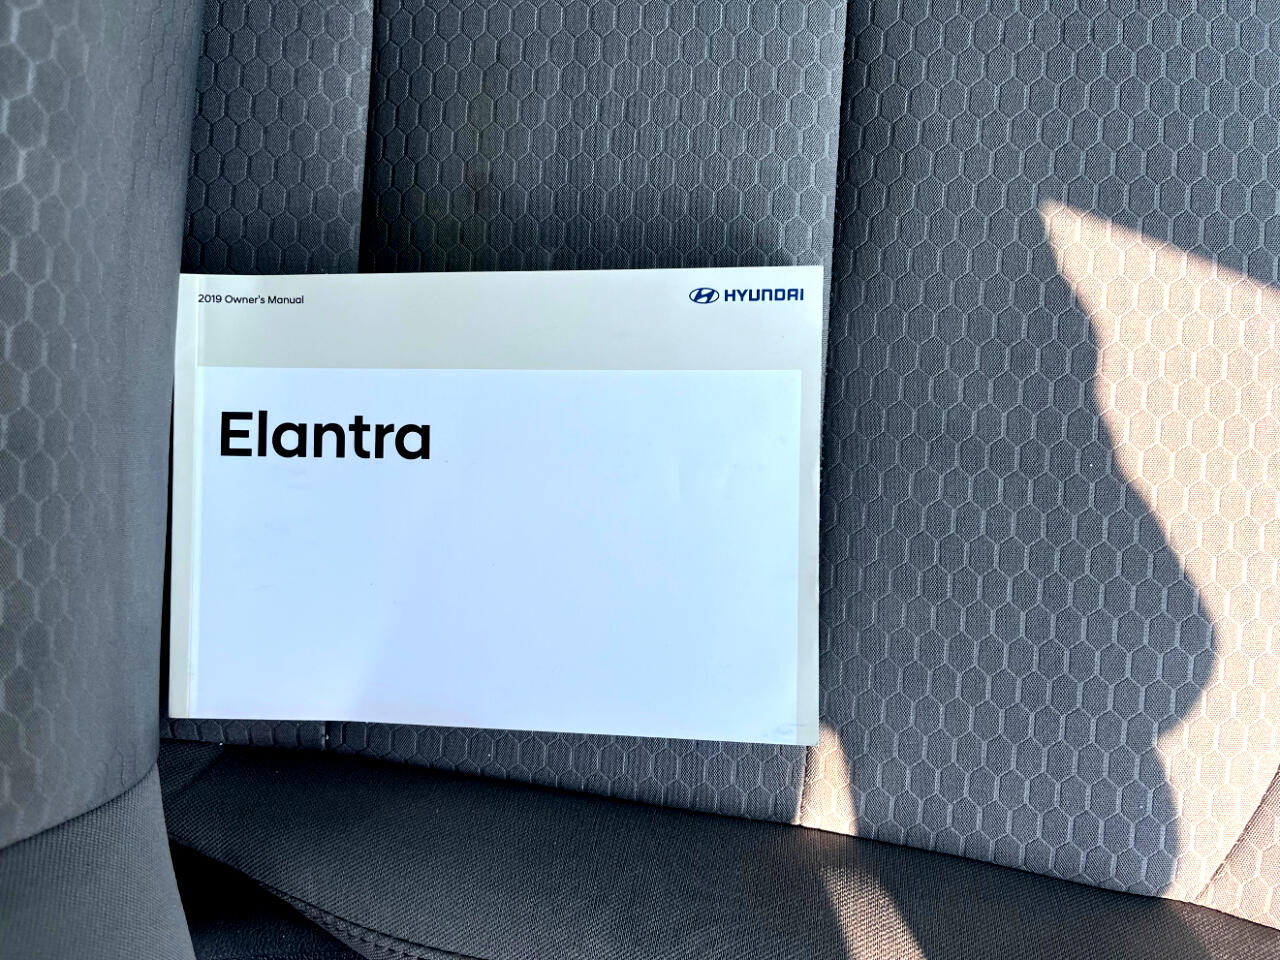 2019 Owner's Manual
HYUNDAI
Elantra